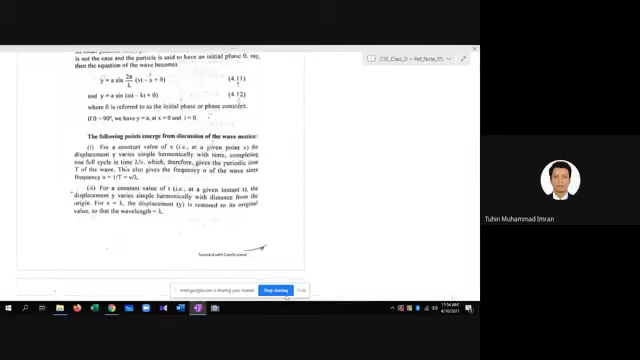 is not the case and the particle is said to have an initial phase θ, say,
then the equation of the wave becomes
y = a sin 2π/λ (vt - x + θ) (4.11)
and y = a sin (ωt - kx + θ) (4.12)
where θ is referred to as the initial phase or phase constant.
If θ = 90°, we have y = a, at x = 0 and t = 0.
The following points emerge from discussion of the wave motion:
(i) For a constant value of x (i.e., at a given point x) the
displacement y varies simple harmonically with time, completing
one full cycle in time λ/v, which, therefore, gives the periodic time
T of the wave. This also gives the frequency n of the wave since
frequency n = 1/T = v/λ.
(ii) For a constant value of t (i.e., at a given instant t), the
displacement y varies simple harmonically with distance from the
origin. For x = λ, the displacement (y) is restored to its original
value, so that the wavelength = λ.
Scanned with CamScanner
CSE_Class_D
Ref_Note_05
meet.google.com is sharing your screen.
Stop sharing
Hide
Tuhin Muhammad Imran
11:54 AM